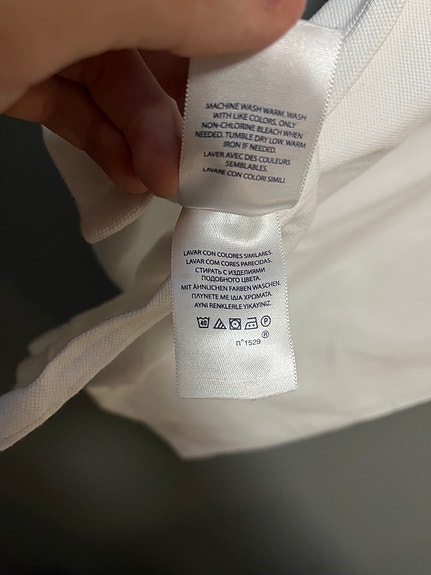 MACHINE WASH WARM. WASH
WITH LIKE COLORS. ONLY
NON-CHLORINE BLEACH WHEN
NEEDED. TUMBLE DRY LOW. WARM
IRON IF NEEDED.
LAVER AVEC DES COULEURS
SEMBLABLES.
LAVARE CON COLORI SIMILI.
LAVAR CON COLORES SIMILARES.
LAVAR COM CORES PARECIDAS.
СТИРАТЬ С ИЗДЕЛИЯМИ
ПОДОБНОГО ЦВЕТА.
MIT ÄHNLICHEN FARBEN WASCHEN.
ΠΛΥΝΕΤΕ ΜΕ ΙΔΙΑ ΧΡΩΜΑΤΑ.
AYNI RENKLERLE YIKAYINIZ.
40 P
®
n°1529